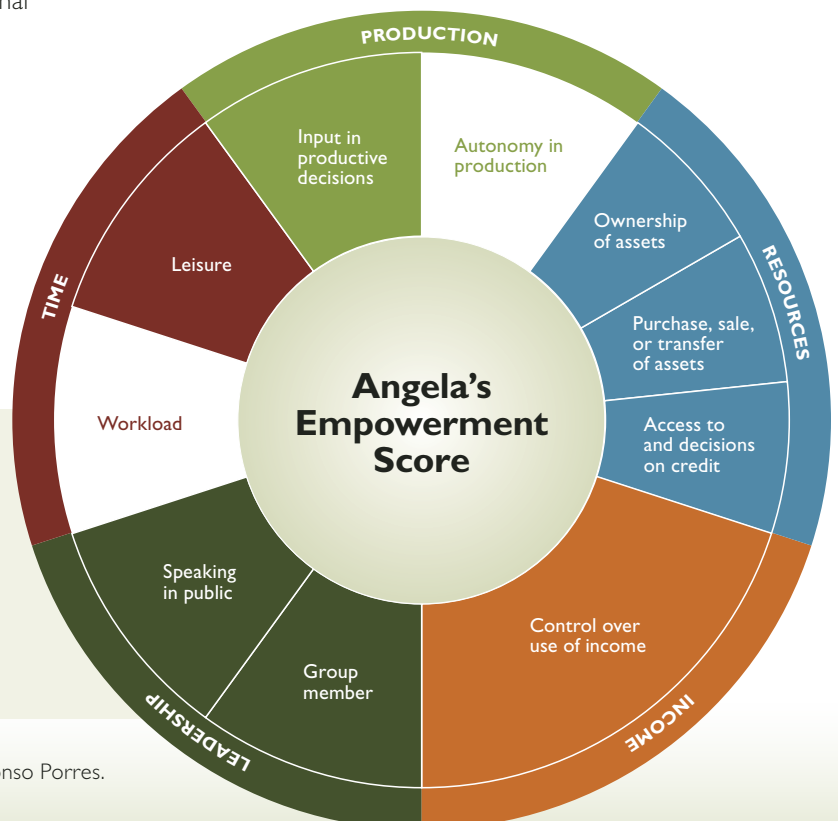 PRODUCTION
Input in
productive
decisions
Autonomy in
production
Ownership
of assets
RESOURCES
Purchase, sale,
or transfer
of assets
Access to
and decisions
on credit
Control over
use of income
INCOME
Group
member
Speaking
in public
LEADERSHIP
Workload
Leisure
TIME
Angela’s
Empowerment
Score
Porres.